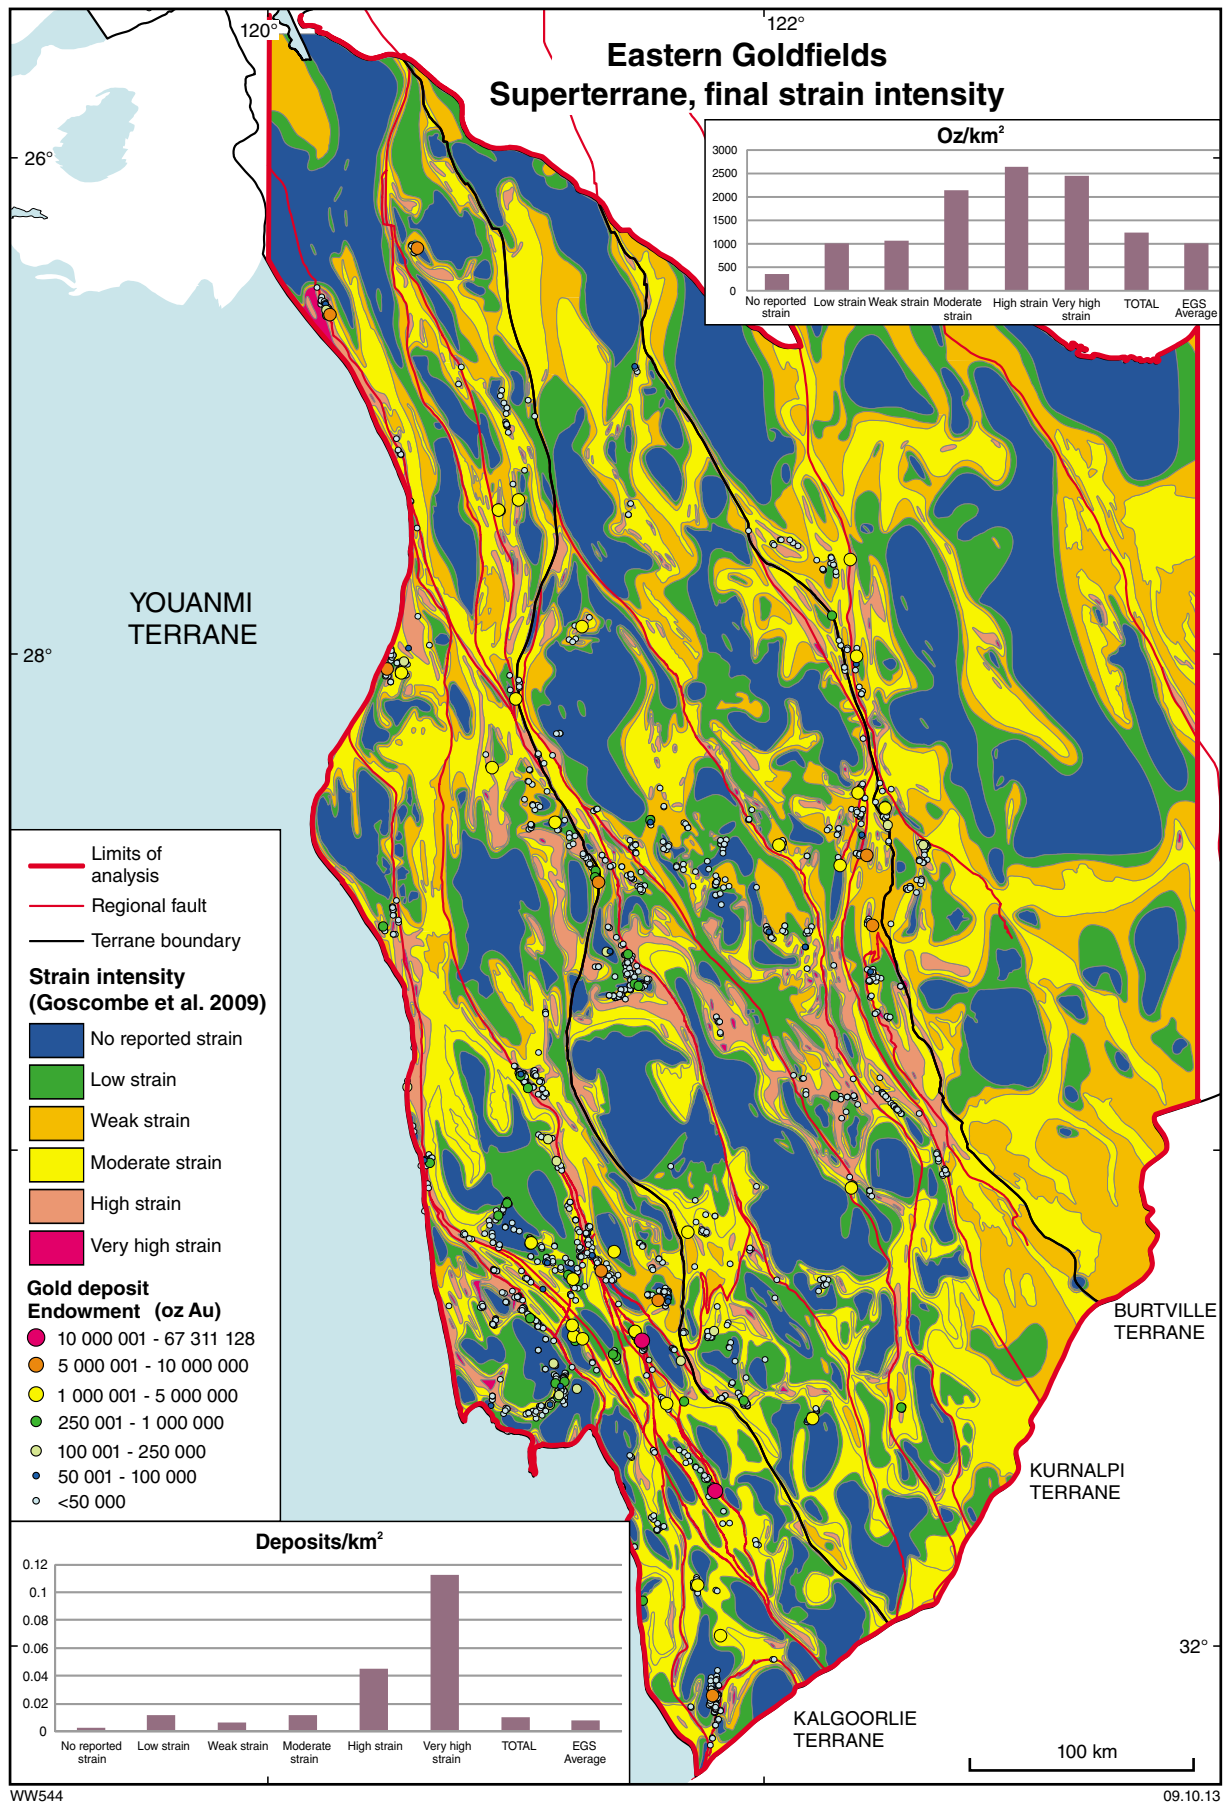 120°
122°
Eastern Goldfields
Superterrane, final strain intensity
26°
Oz/km²
3000
2500
2000
1500
1000
500
0
No reported
strain
Low strain
Weak strain
Moderate
strain
High strain
Very high
strain
TOTAL
EGS
Average
YOUANMI
TERRANE
28°
Limits of
analysis
Regional fault
Terrane boundary
Strain intensity
(Goscombe et al. 2009)
No reported strain
Low strain
Weak strain
Moderate strain
High strain
Very high strain
Gold deposit
Endowment (oz Au)
10 000 001 - 67 311 128
5 000 001 - 10 000 000
1 000 001 - 5 000 000
250 001 - 1 000 000
100 001 - 250 000
50 001 - 100 000
<50 000
BURTVILLE
TERRANE
KURNALPI
TERRANE
32°
KALGOORLIE
TERRANE
100 km
Deposits/km²
0.12
0.1
0.08
0.06
0.04
0.02
0
No reported
strain
Low strain
Weak strain
Moderate
strain
High strain
Very high
strain
TOTAL
EGS
Average
WW544
09.10.13